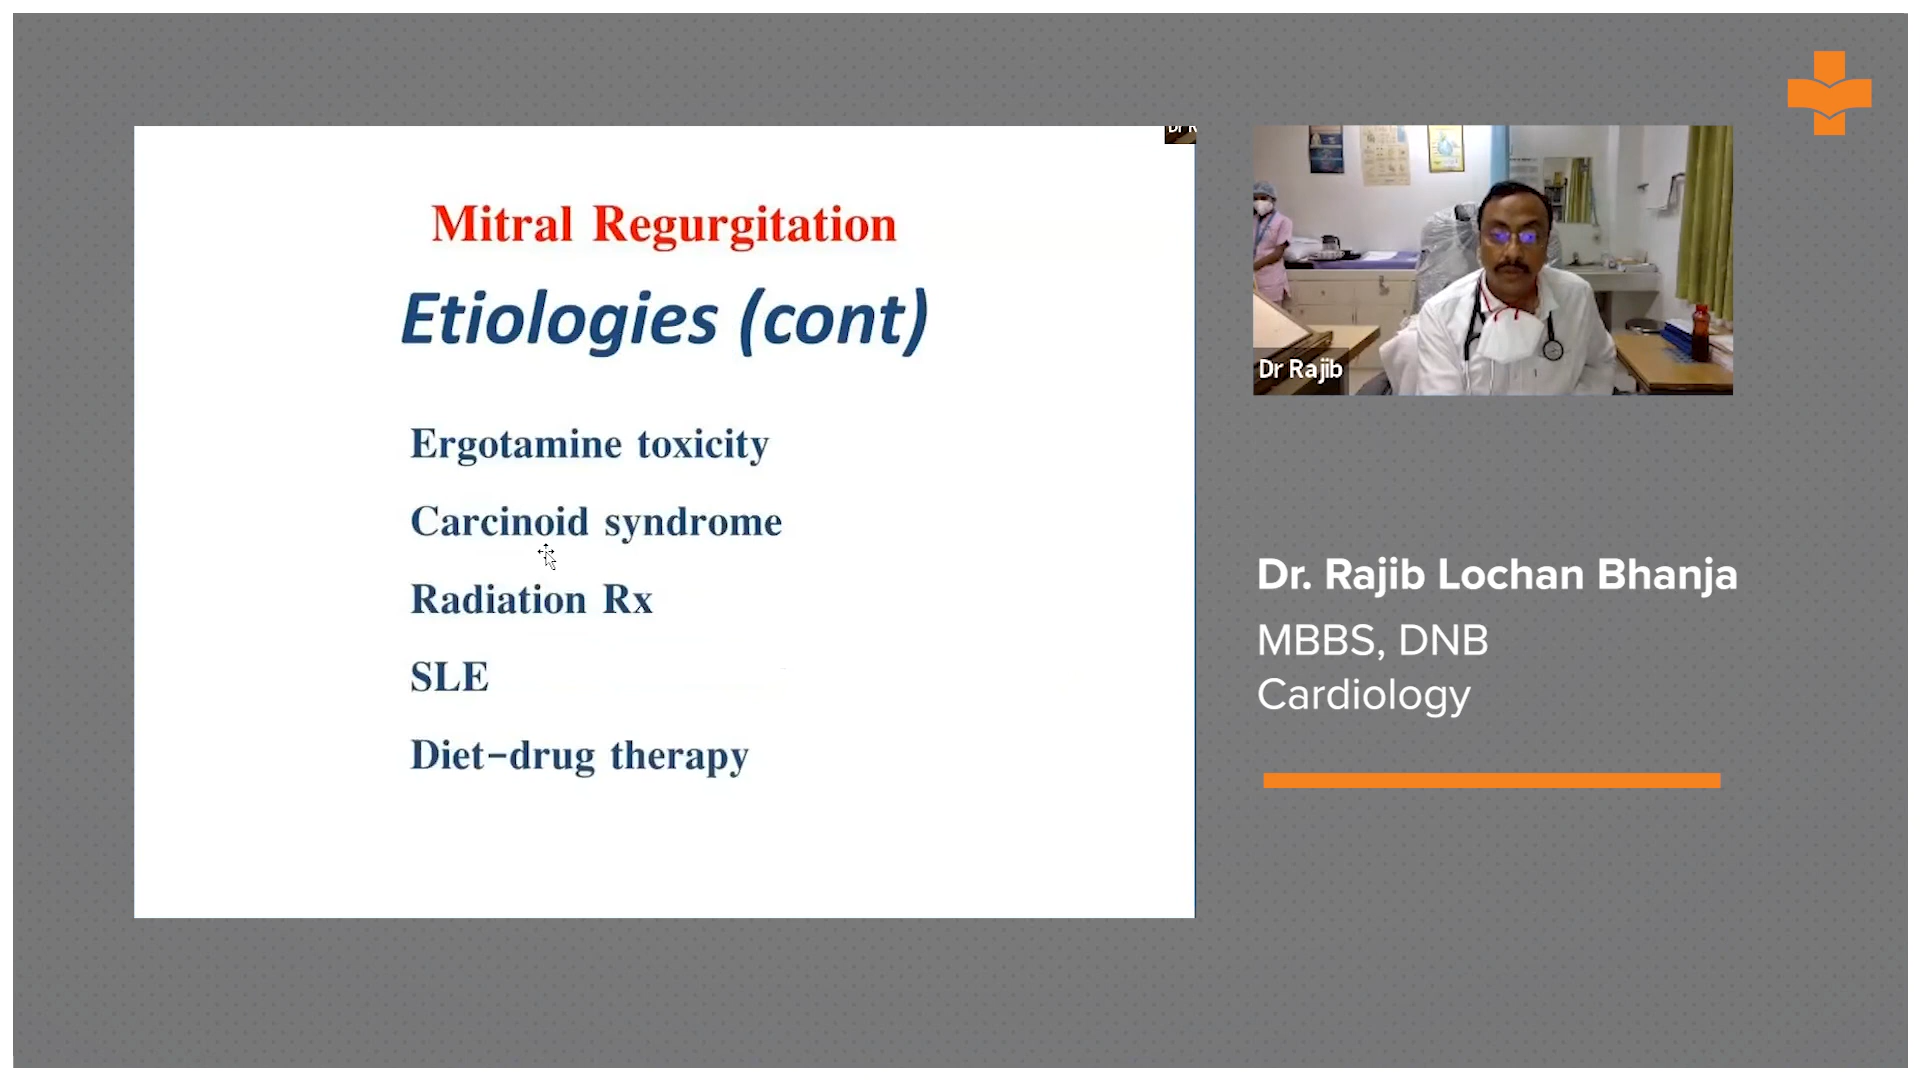 Mitral Regurgitation
Etiologies (cont)
Ergotamine toxicity
Carcinoid syndrome
Radiation Rx
SLE
Diet-drug therapy
Dr R
Dr Rajib
Dr. Rajib Lochan Bhanja
MBBS, DNB
Cardiology